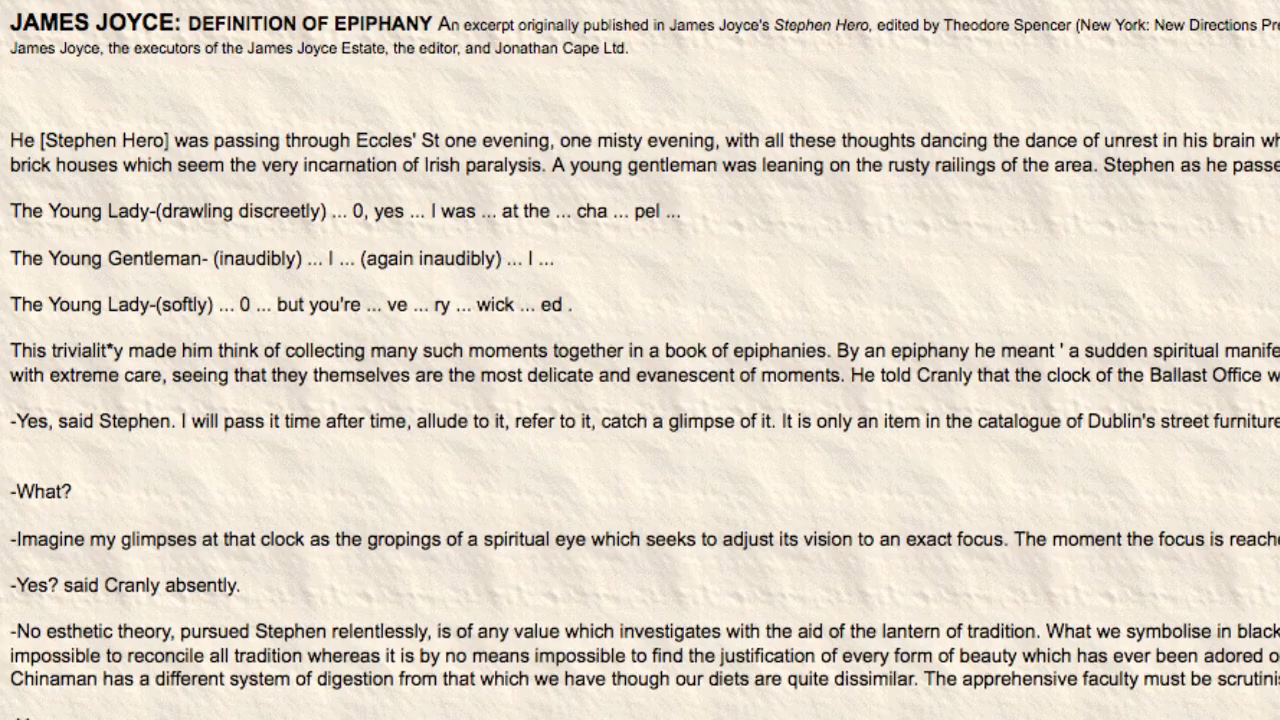 JAMES JOYCE: DEFINITION OF EPIPHANY An excerpt originally published in James Joyce's Stephen Hero, edited by Theodore Spencer (New York: New Directions Pre
James Joyce, the executors of the James Joyce Estate, the editor, and Jonathan Cape Ltd.
He [Stephen Hero] was passing through Eccles' St one evening, one misty evening, with all these thoughts dancing the dance of unrest in his brain wh
brick houses which seem the very incarnation of Irish paralysis. A young gentleman was leaning on the rusty railings of the area. Stephen as he passe
The Young Lady-(drawling discreetly) ... 0, yes ... I was ... at the ... cha ... pel ...
The Young Gentleman- (inaudibly) ... I ... (again inaudibly) ... I ...
The Young Lady-(softly) ... 0 ... but you're ... ve ... ry ... wick ... ed .
This trivialit*y made him think of collecting many such moments together in a book of epiphanies. By an epiphany he meant ' a sudden spiritual manife
with extreme care, seeing that they themselves are the most delicate and evanescent of moments. He told Cranly that the clock of the Ballast Office w
-Yes, said Stephen. I will pass it time after time, allude to it, refer to it, catch a glimpse of it. It is only an item in the catalogue of Dublin's street furniture
-What?
-Imagine my glimpses at that clock as the gropings of a spiritual eye which seeks to adjust its vision to an exact focus. The moment the focus is reache
-Yes? said Cranly absently.
-No esthetic theory, pursued Stephen relentlessly, is of any value which investigates with the aid of the lantern of tradition. What we symbolise in black
impossible to reconcile all tradition whereas it is by no means impossible to find the justification of every form of beauty which has ever been adored o
Chinaman has a different system of digestion from that which we have though our diets are quite dissimilar. The apprehensive faculty must be scrutini